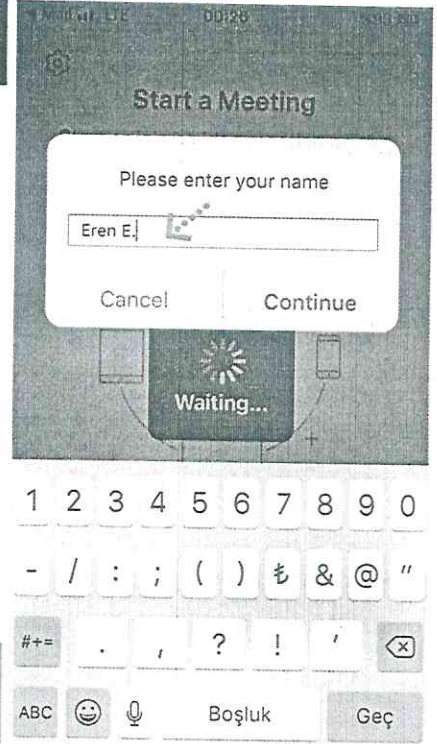 LTE 00:26
Start a Meeting
Please enter your name
Eren E.
Cancel Continue
Waiting...
1 2 3 4 5 6 7 8 9 0
- / : ; ( ) ₺ & @ "
#+= . , ? ! '
ABC Boşluk Geç